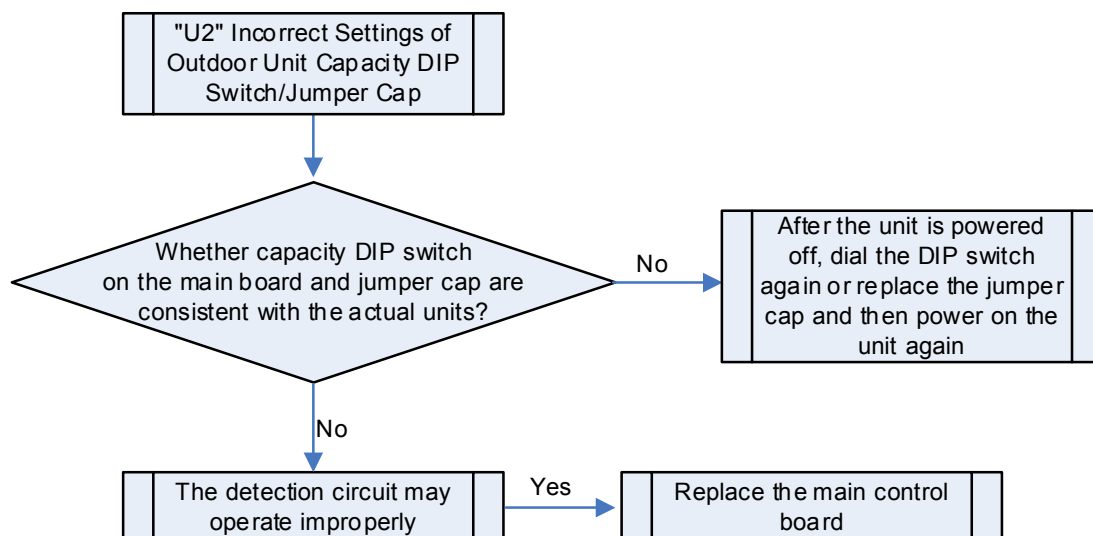 "U2" Incorrect Settings of
Outdoor Unit Capacity DIP
Switch/Jumper Cap
Whether capacity DIP switch
on the main board and jumper cap are
consistent with the actual units?
No
After the unit is powered
off, dial the DIP switch
again or replace the jumper
cap and then power on the
unit again
No
The detection circuit may
operate improperly
Yes
Replace the main control
board